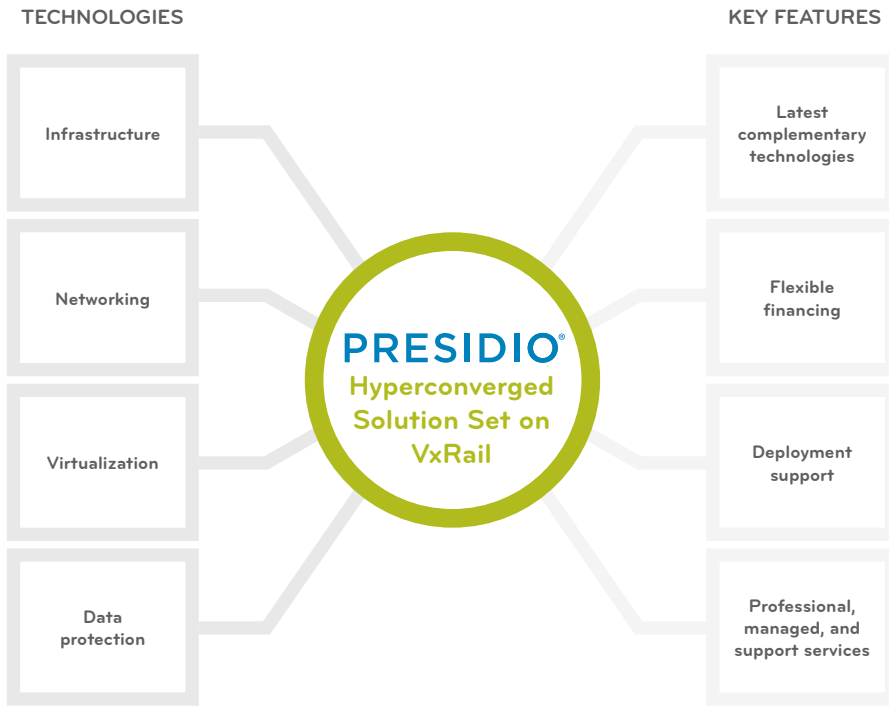 TECHNOLOGIES
Infrastructure
Networking
Virtualization
Data
protection
PRESIDIO®
Hyperconverged
Solution Set on
VxRail
KEY FEATURES
Latest
complementary
technologies
Flexible
financing
Deployment
support
Professional,
managed, and
support services